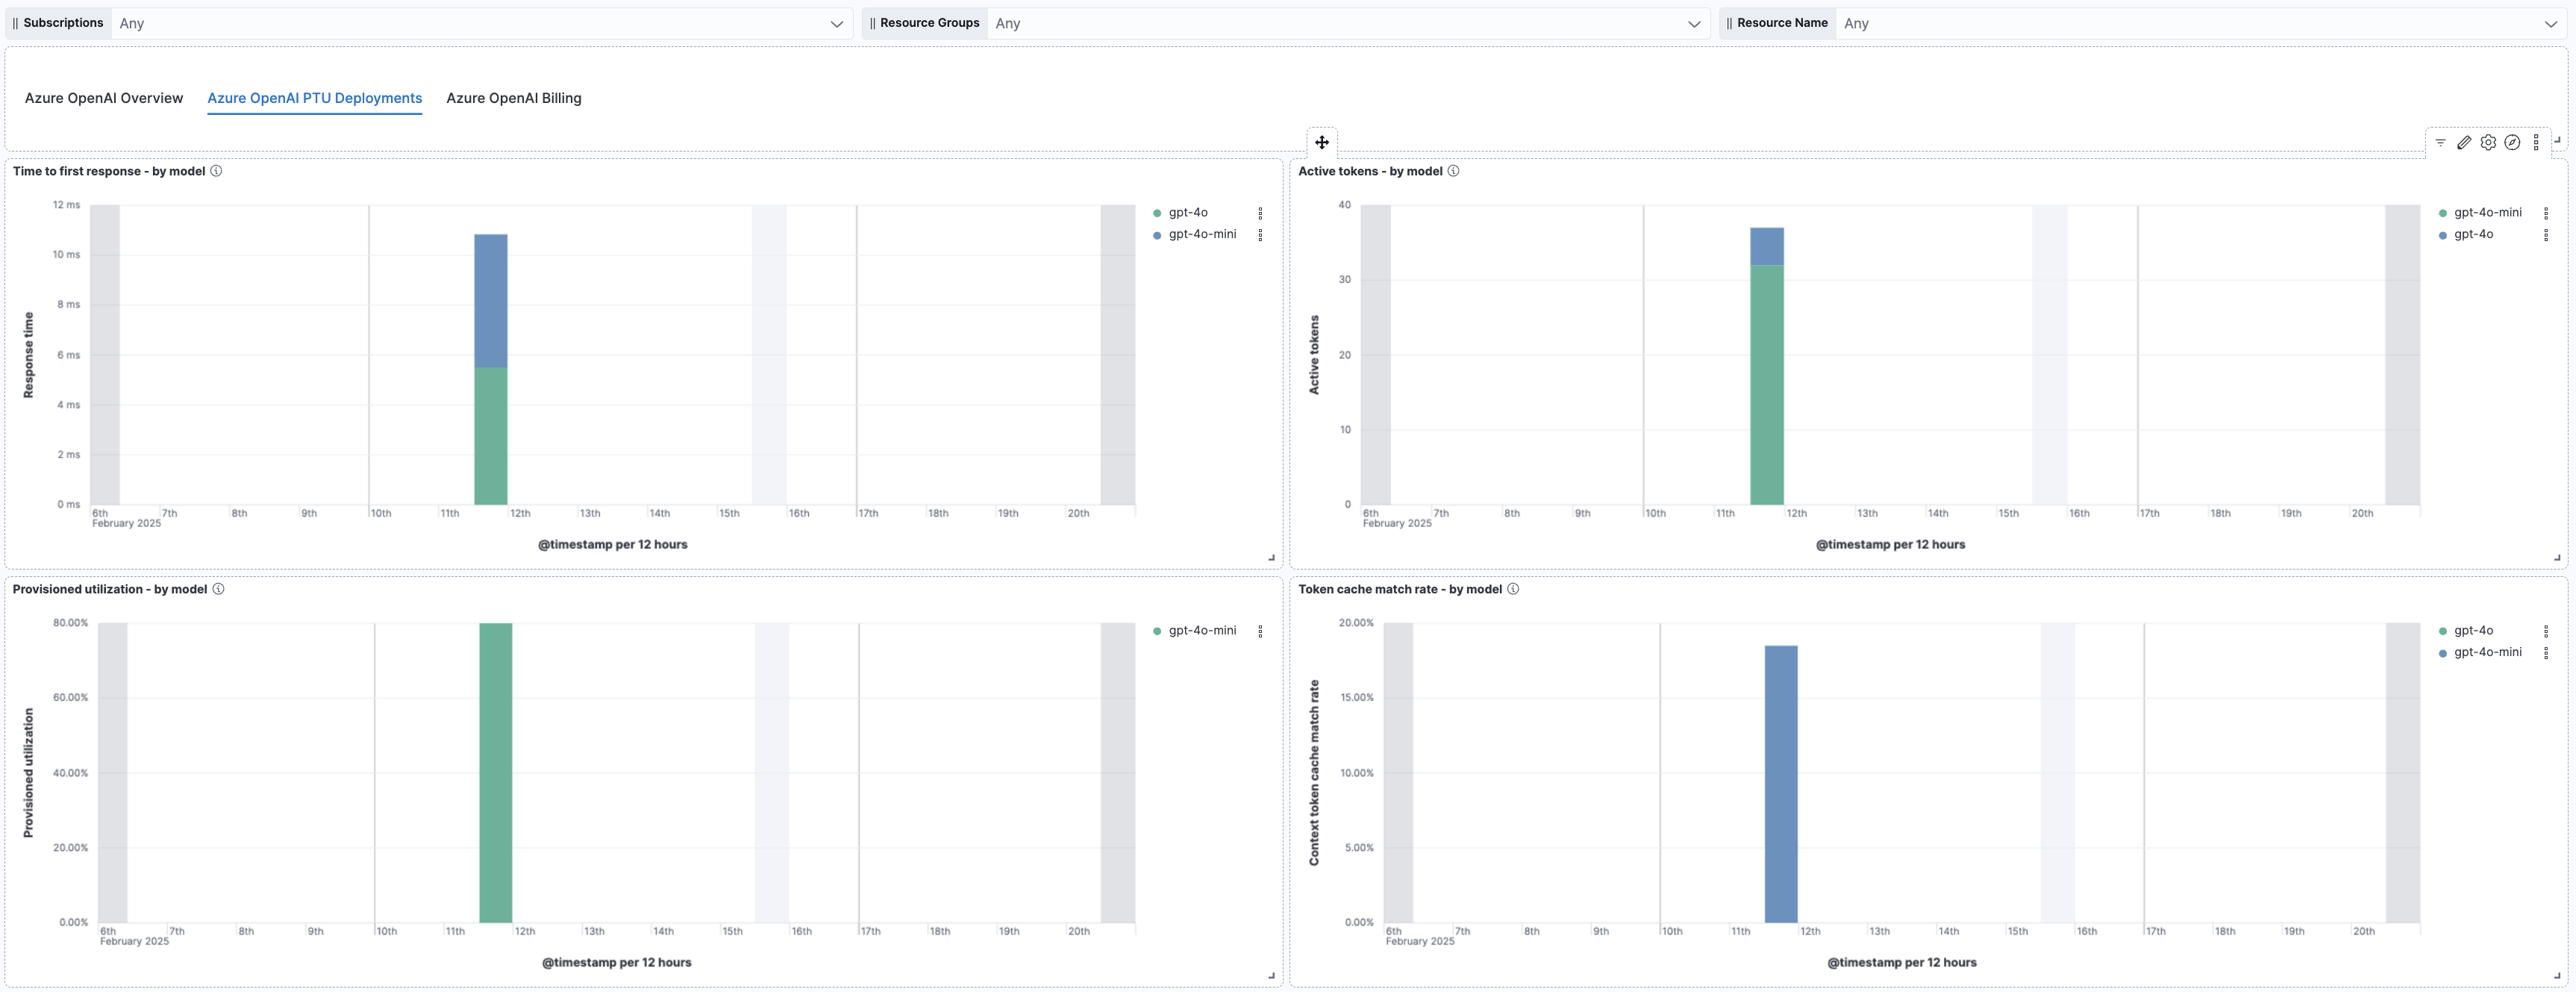 Subscriptions Any
Resource Groups Any
Resource Name Any
Azure OpenAI Overview Azure OpenAI PTU Deployments Azure OpenAI Billing
Time to first response - by model
Response time
12 ms
10 ms
8 ms
6 ms
4 ms
2 ms
0 ms
6th 7th 8th 9th 10th 11th 12th 13th 14th 15th 16th 17th 18th 19th 20th
February 2025
@timestamp per 12 hours
gpt-4o
gpt-4o-mini
Active tokens - by model
Active tokens
40
30
20
10
0
6th 7th 8th 9th 10th 11th 12th 13th 14th 15th 16th 17th 18th 19th 20th
February 2025
@timestamp per 12 hours
gpt-4o-mini
gpt-4o
Provisioned utilization - by model
Provisioned utilization
80.00%
60.00%
40.00%
20.00%
0.00%
6th 7th 8th 9th 10th 11th 12th 13th 14th 15th 16th 17th 18th 19th 20th
February 2025
@timestamp per 12 hours
gpt-4o-mini
Token cache match rate - by model
Context token cache match rate
20.00%
15.00%
10.00%
5.00%
0.00%
6th 7th 8th 9th 10th 11th 12th 13th 14th 15th 16th 17th 18th 19th 20th
February 2025
@timestamp per 12 hours
gpt-4o
gpt-4o-mini